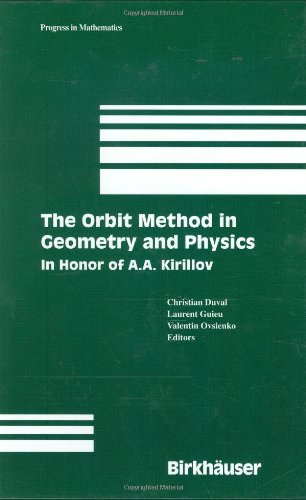 Progress in Mathematics
The Orbit Method in
Geometry and Physics
In Honor of A.A. Kirillov
Christian Duval
Laurent Guieu
Valentin Ovsienko
Editors
Birkhäuser